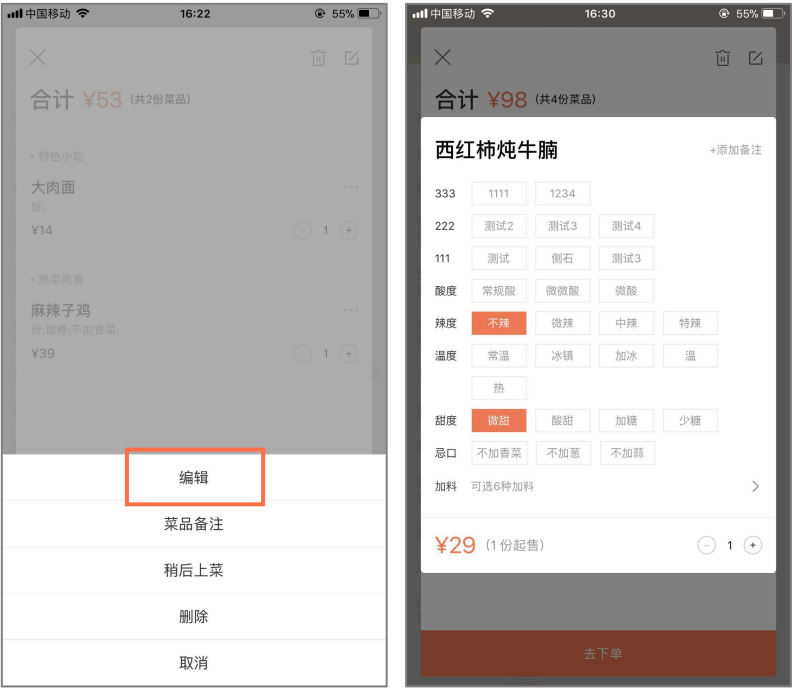 中国移动
16:22
55%
合计 ¥53 (共2份菜品)
• 特色小吃
大肉面
份;
¥14
1
• 热菜肉食
麻辣子鸡
份;微辣;不加香菜;
¥39
1
编辑
菜品备注
稍后上菜
删除
取消
中国移动
16:30
55%
合计 ¥98 (共4份菜品)
西红柿炖牛腩
+添加备注
333 1111 1234
222 测试2 测试3 测试4
111 测试 侧石 测试3
酸度 常规酸 微微酸 微酸
辣度 不辣 微辣 中辣 特辣
温度 常温 冰镇 加冰 温
热
甜度 微甜 酸甜 加糖 少糖
忌口 不加香菜 不加葱 不加蒜
加料 可选6种加料
¥29 (1 份起售)
1
去下单